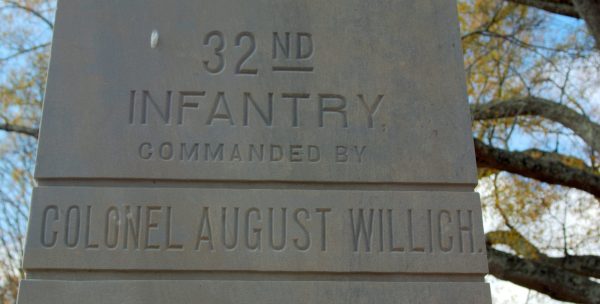 32ND
INFANTRY,
COMMANDED BY
COLONEL AUGUST WILLICH.